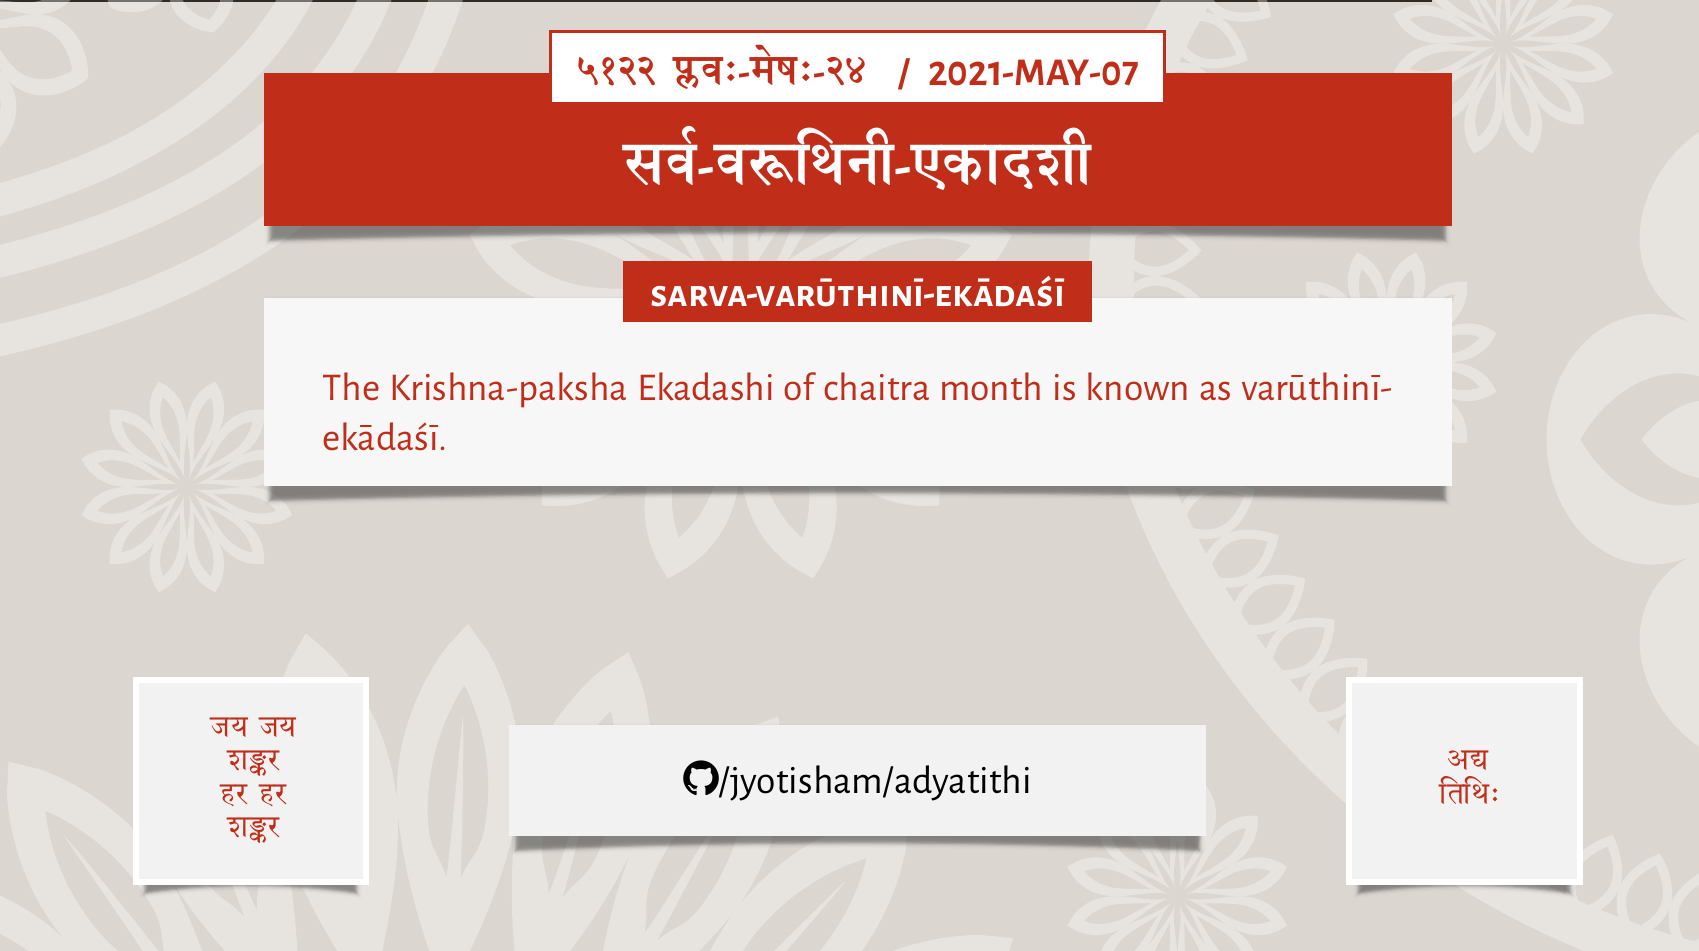 ५१२२ प्लवः-मेषः-२४ / 2021-MAY-07
सर्व-वरूथिनी-एकादशी
SARVA-VARŪTHINĪ-EKĀDAŚĪ
The Krishna-paksha Ekadashi of chaitra month is known as varūthinī-
ekādaśī.
जय जय
शङ्कर
हर हर
शङ्कर
/jyotisham/adyatithi
अद्य
तिथिः